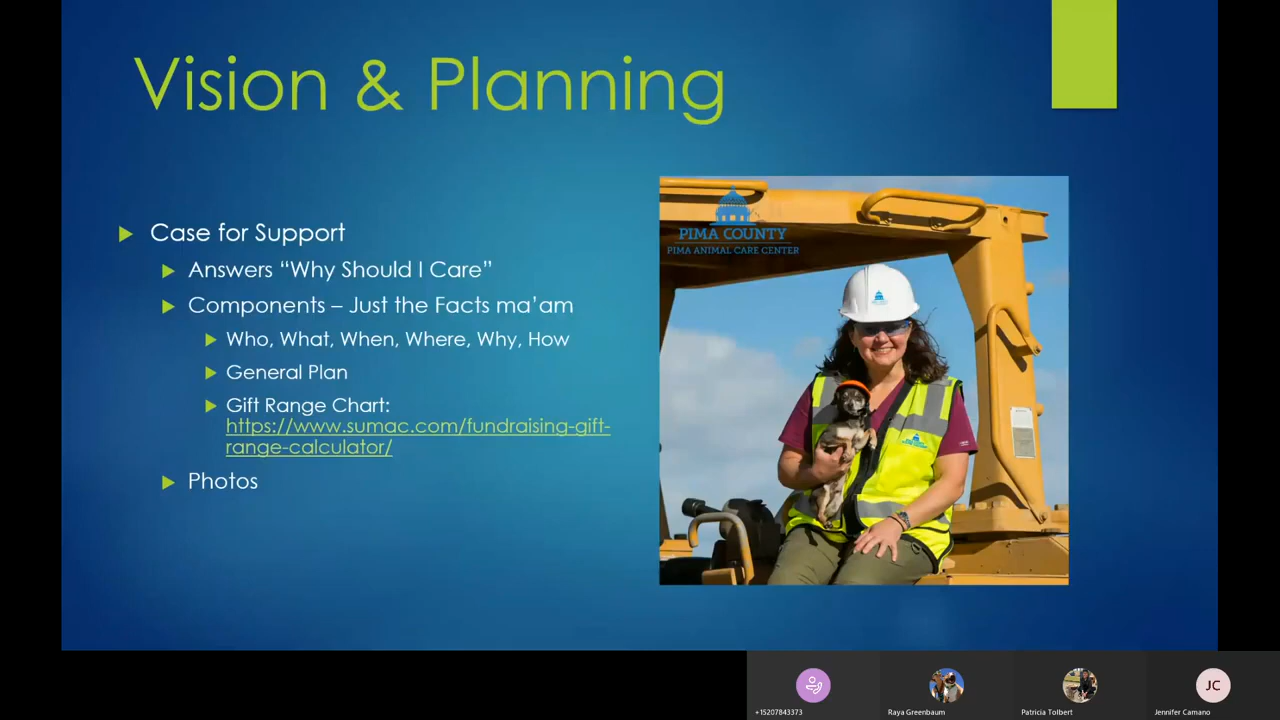 Vision & Planning
Case for Support
Answers “Why Should I Care”
Components – Just the Facts ma’am
Who, What, When, Where, Why, How
General Plan
Gift Range Chart:
https://www.sumac.com/fundraising-gift-
range-calculator/
Photos
PIMA COUNTY
PIMA ANIMAL CARE CENTER
JC
+15207843373
Raya Greenbaum
Patricia Tolbert
Jennifer Camano